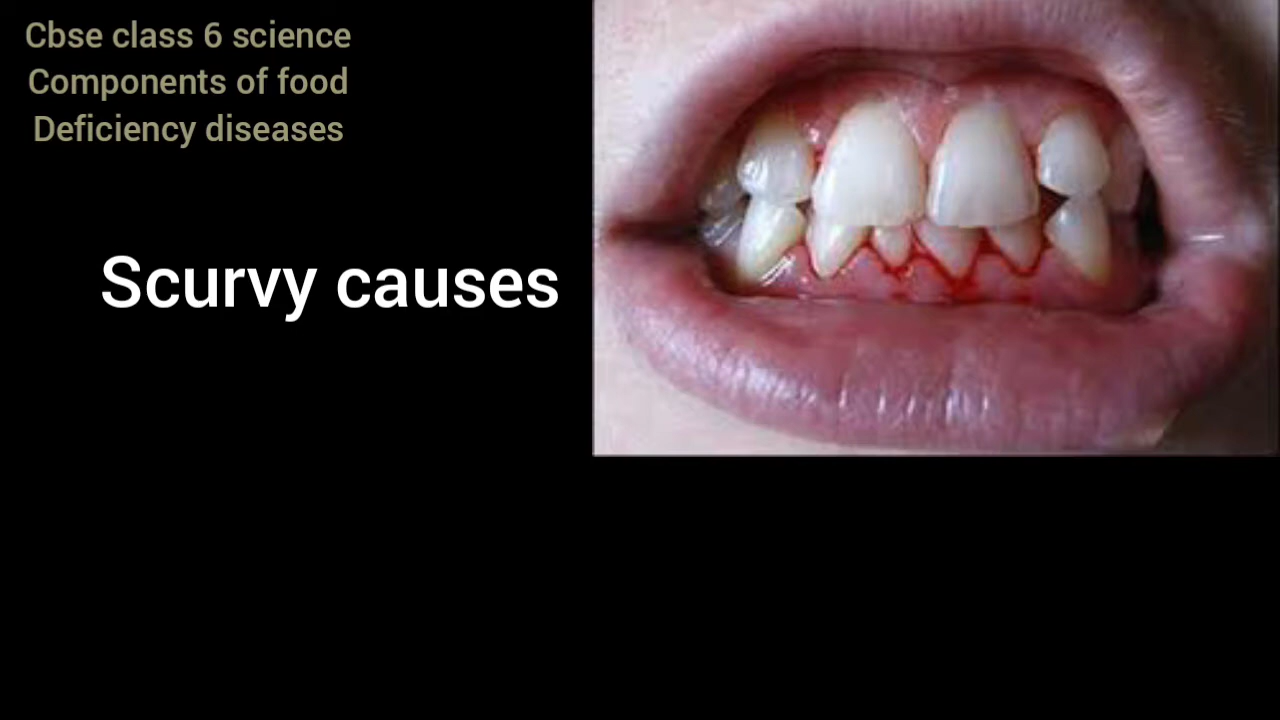 Cbse class 6 science
Components of food
Deficiency diseases
Scurvy causes